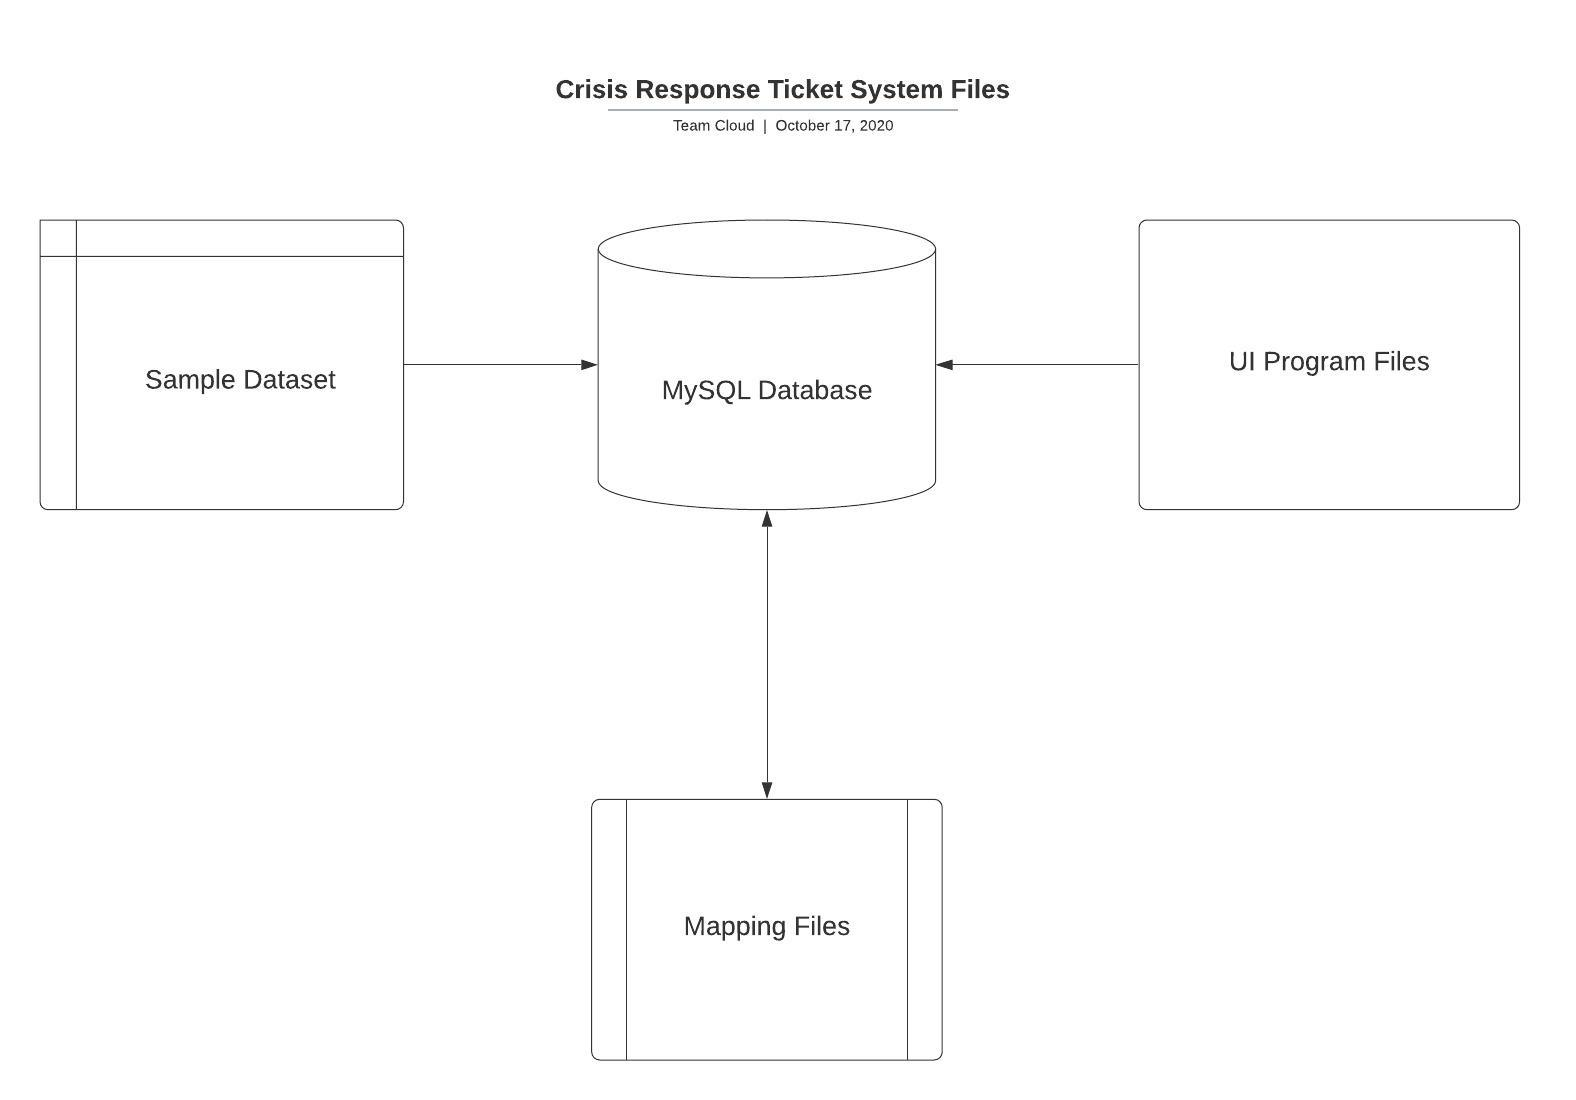 Crisis Response Ticket System Files
Team Cloud | October 17, 2020
Sample Dataset
MySQL Database
UI Program Files
Mapping Files